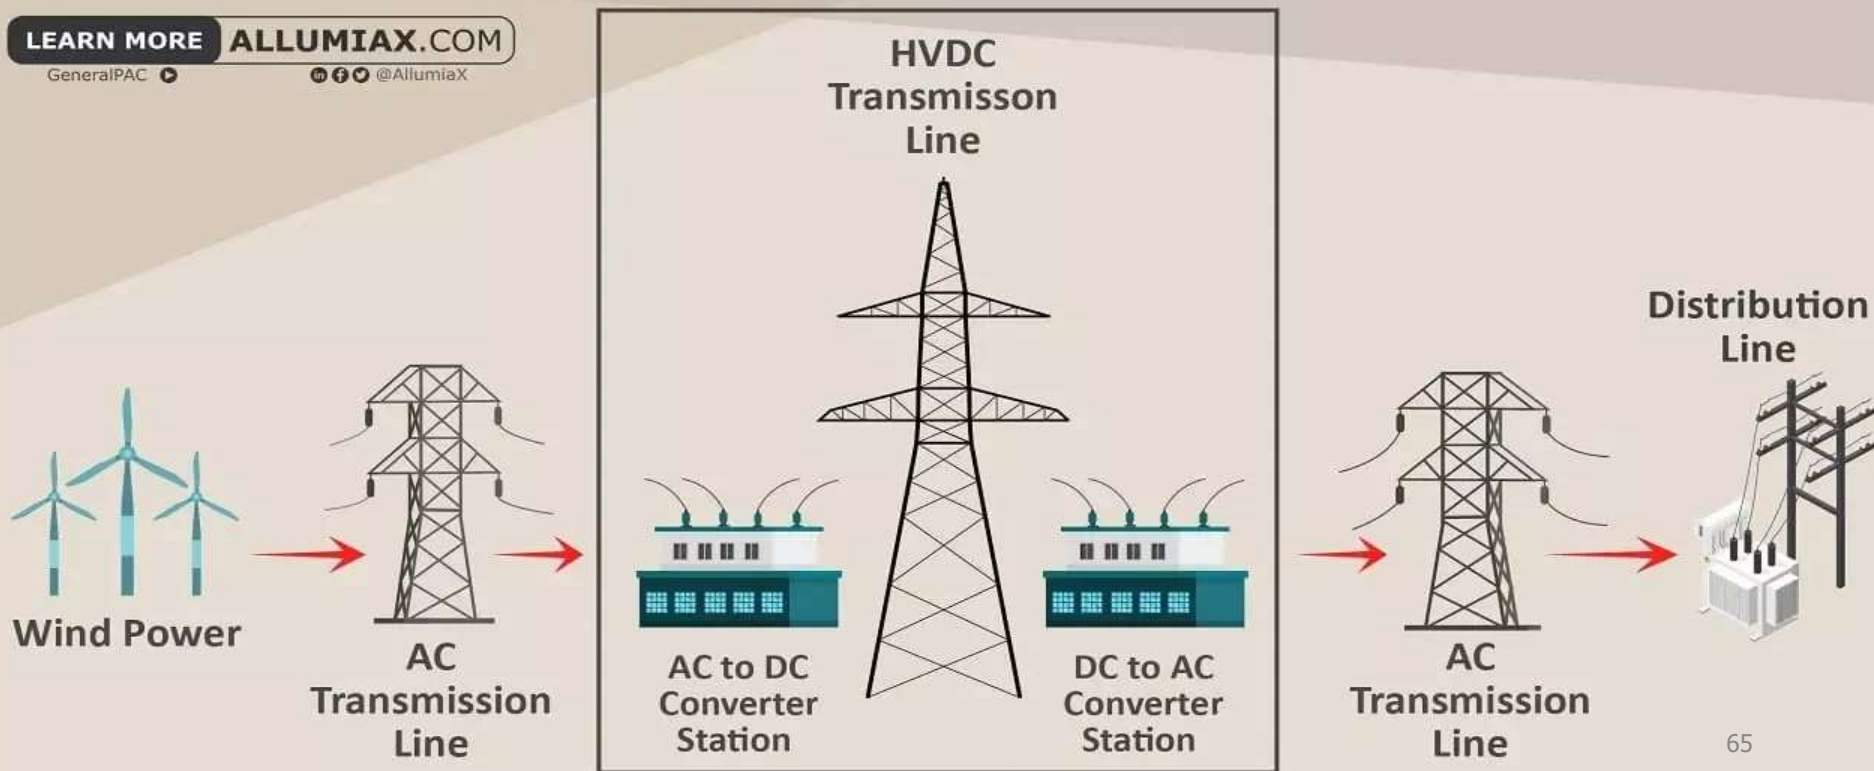 LEARN MORE ALLUMIAX.COM
GeneralPAC @AllumiaX
HVDC
Transmisson
Line
Distribution
Line
Wind Power
AC
Transmission
Line
AC to DC
Converter
Station
DC to AC
Converter
Station
AC
Transmission
Line
65